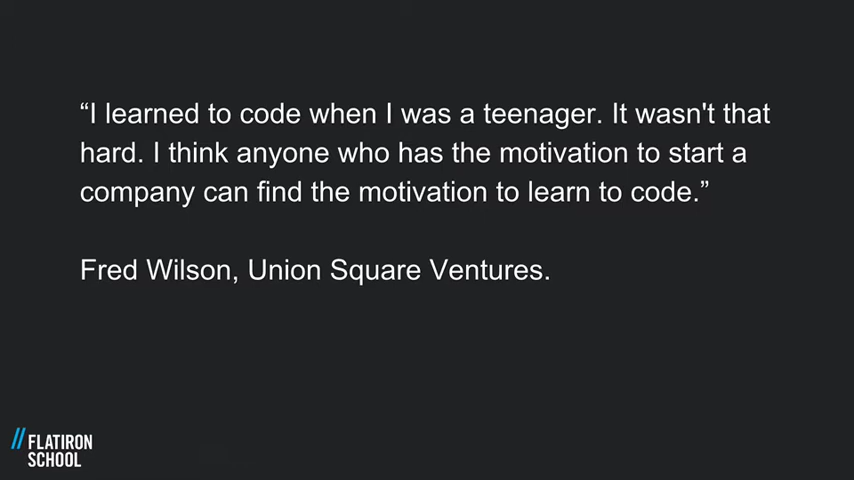 “I learned to code when I was a teenager. It wasn't that
hard. I think anyone who has the motivation to start a
company can find the motivation to learn to code.”
Fred Wilson, Union Square Ventures.
// FLATIRON
SCHOOL